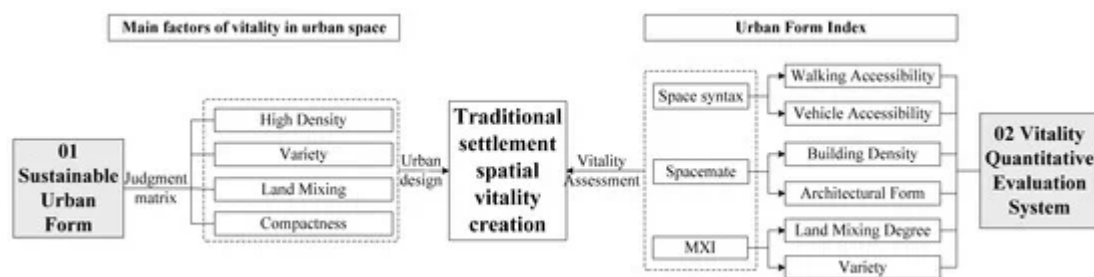 Main factors of vitality in urban space
Urban Form Index
01
Sustainable
Urban
Form
Judgment
matrix
High Density
Variety
Land Mixing
Compactness
Urban
design
Traditional
settlement
spatial
vitality
creation
Vitality
Assessment
Space syntax
Spacemate
MXI
Walking Accessibility
Vehicle Accessibility
Building Density
Architectural Form
Land Mixing Degree
Variety
02 Vitality
Quantitative
Evaluation
System